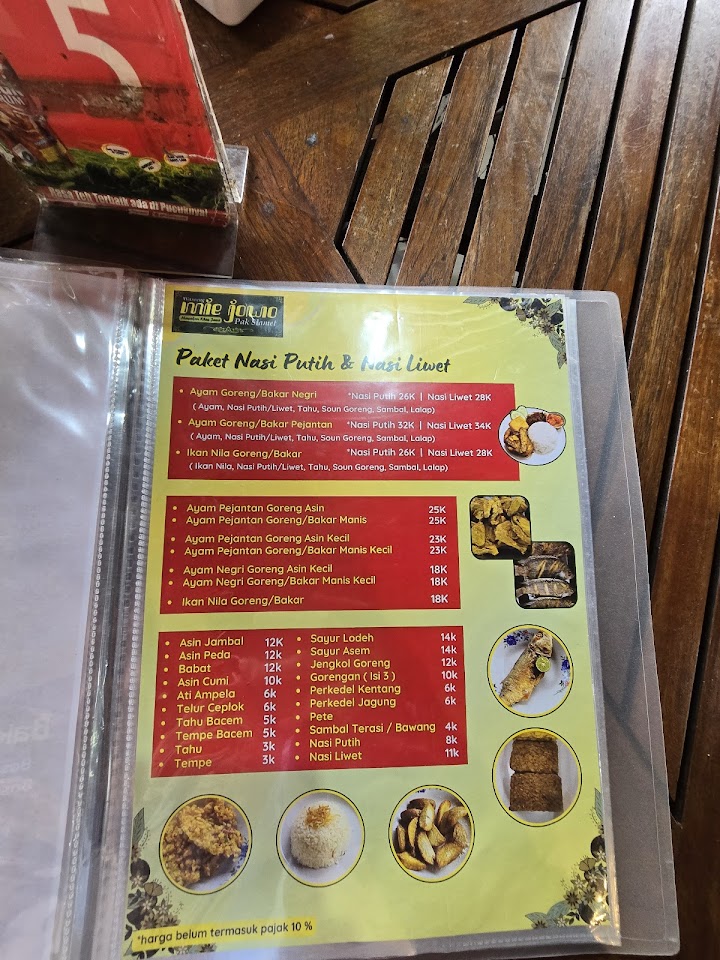 5
Rasa Teh Terbaik ada di Pucuknya!
Warung
mie jowo
Pak Slamet
Paket Nasi Putih & Nasi Liwet
• Ayam Goreng/Bakar Negri *Nasi Putih 26K | Nasi Liwet 28K
( Ayam, Nasi Putih/Liwet, Tahu, Soun Goreng, Sambal, Lalap)
• Ayam Goreng/Bakar Pejantan *Nasi Putih 32K | Nasi Liwet 34K
( Ayam, Nasi Putih/Liwet, Tahu, Soun Goreng, Sambal, Lalap)
• Ikan Nila Goreng/Bakar *Nasi Putih 26K | Nasi Liwet 28K
( Ikan Nila, Nasi Putih/Liwet, Tahu, Soun Goreng, Sambal, Lalap)
• Ayam Pejantan Goreng Asin 25K
• Ayam Pejantan Goreng/Bakar Manis 25K
• Ayam Pejantan Goreng Asin Kecil 23K
• Ayam Pejantan Goreng/Bakar Manis Kecil 23K
• Ayam Negri Goreng Asin Kecil 18K
• Ayam Negri Goreng/Bakar Manis Kecil 18K
• Ikan Nila Goreng/Bakar 18K
• Asin Jambal 12K
• Asin Peda 12k
• Babat 12k
• Asin Cumi 10k
• Ati Ampela 6k
• Telur Ceplok 6k
• Tahu Bacem 5k
• Tempe Bacem 5k
• Tahu 3k
• Tempe 3k
• Sayur Lodeh 14k
• Sayur Asem 14k
• Jengkol Goreng 12k
• Gorengan ( Isi 3 ) 10k
• Perkedel Kentang 6k
• Perkedel Jagung 6k
• Pete
• Sambal Terasi / Bawang 4k
• Nasi Putih 8k
• Nasi Liwet 11k
*harga belum termasuk pajak 10 %